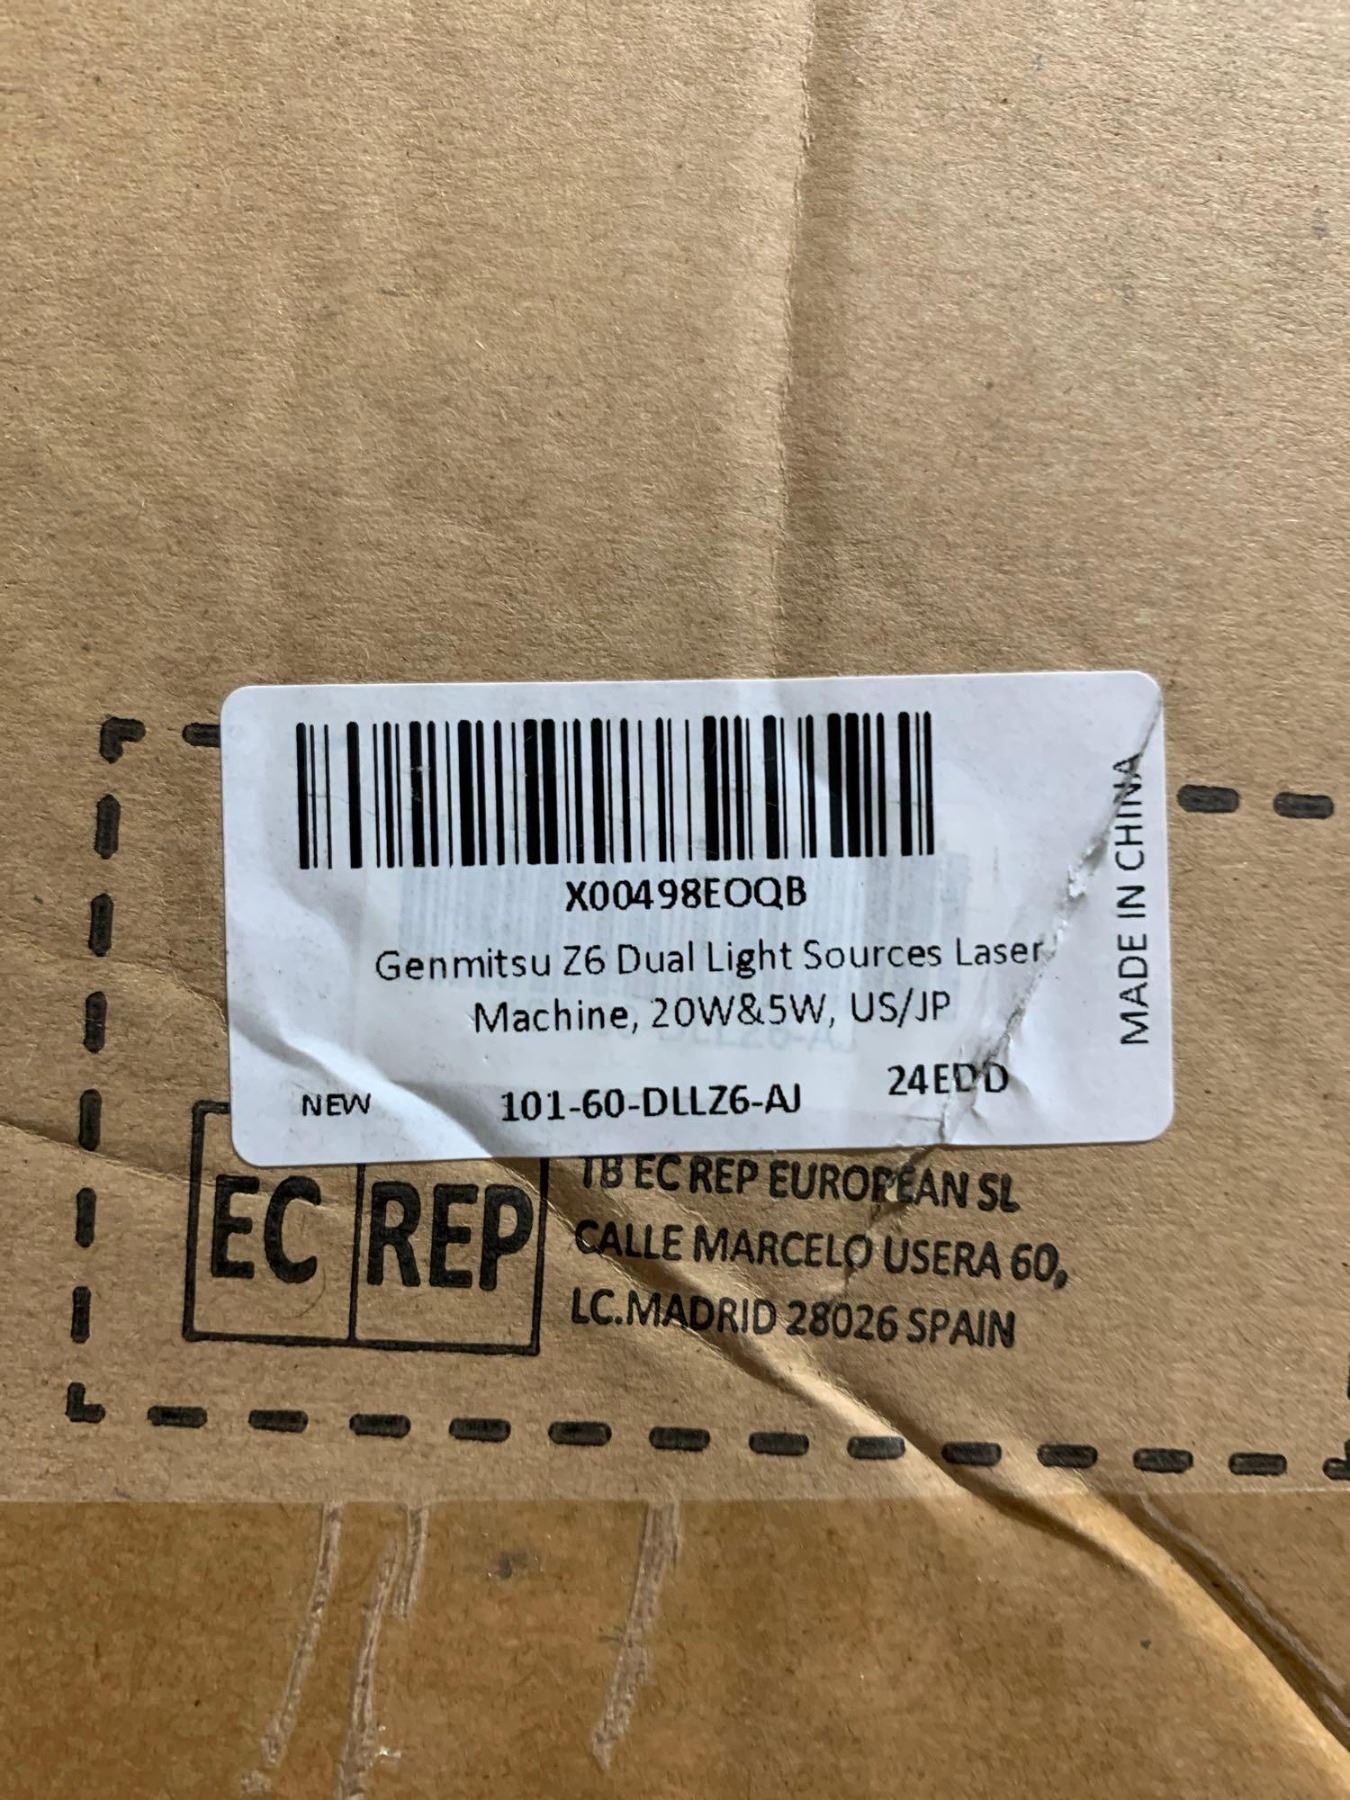 X00498EOQB
Genmitsu Z6 Dual Light Sources Laser
Machine, 20W&5W, US/JP
NEW
101-60-DLLZ6-AJ
24EDD
MADE IN CHINA
EC REP
TB EC REP EUROPEAN SL
CALLE MARCELO USERA 60,
LC.MADRID 28026 SPAIN